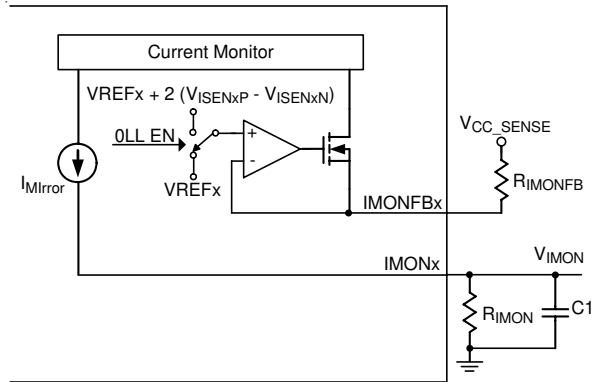 Current Monitor
VREFx + 2 (VISENxP - VISENxN)
0LL EN
+
-
VREFx
IMIrror
VCC_SENSE
RIMONFB
IMONFBx
IMONx
VIMON
RIMON
C1